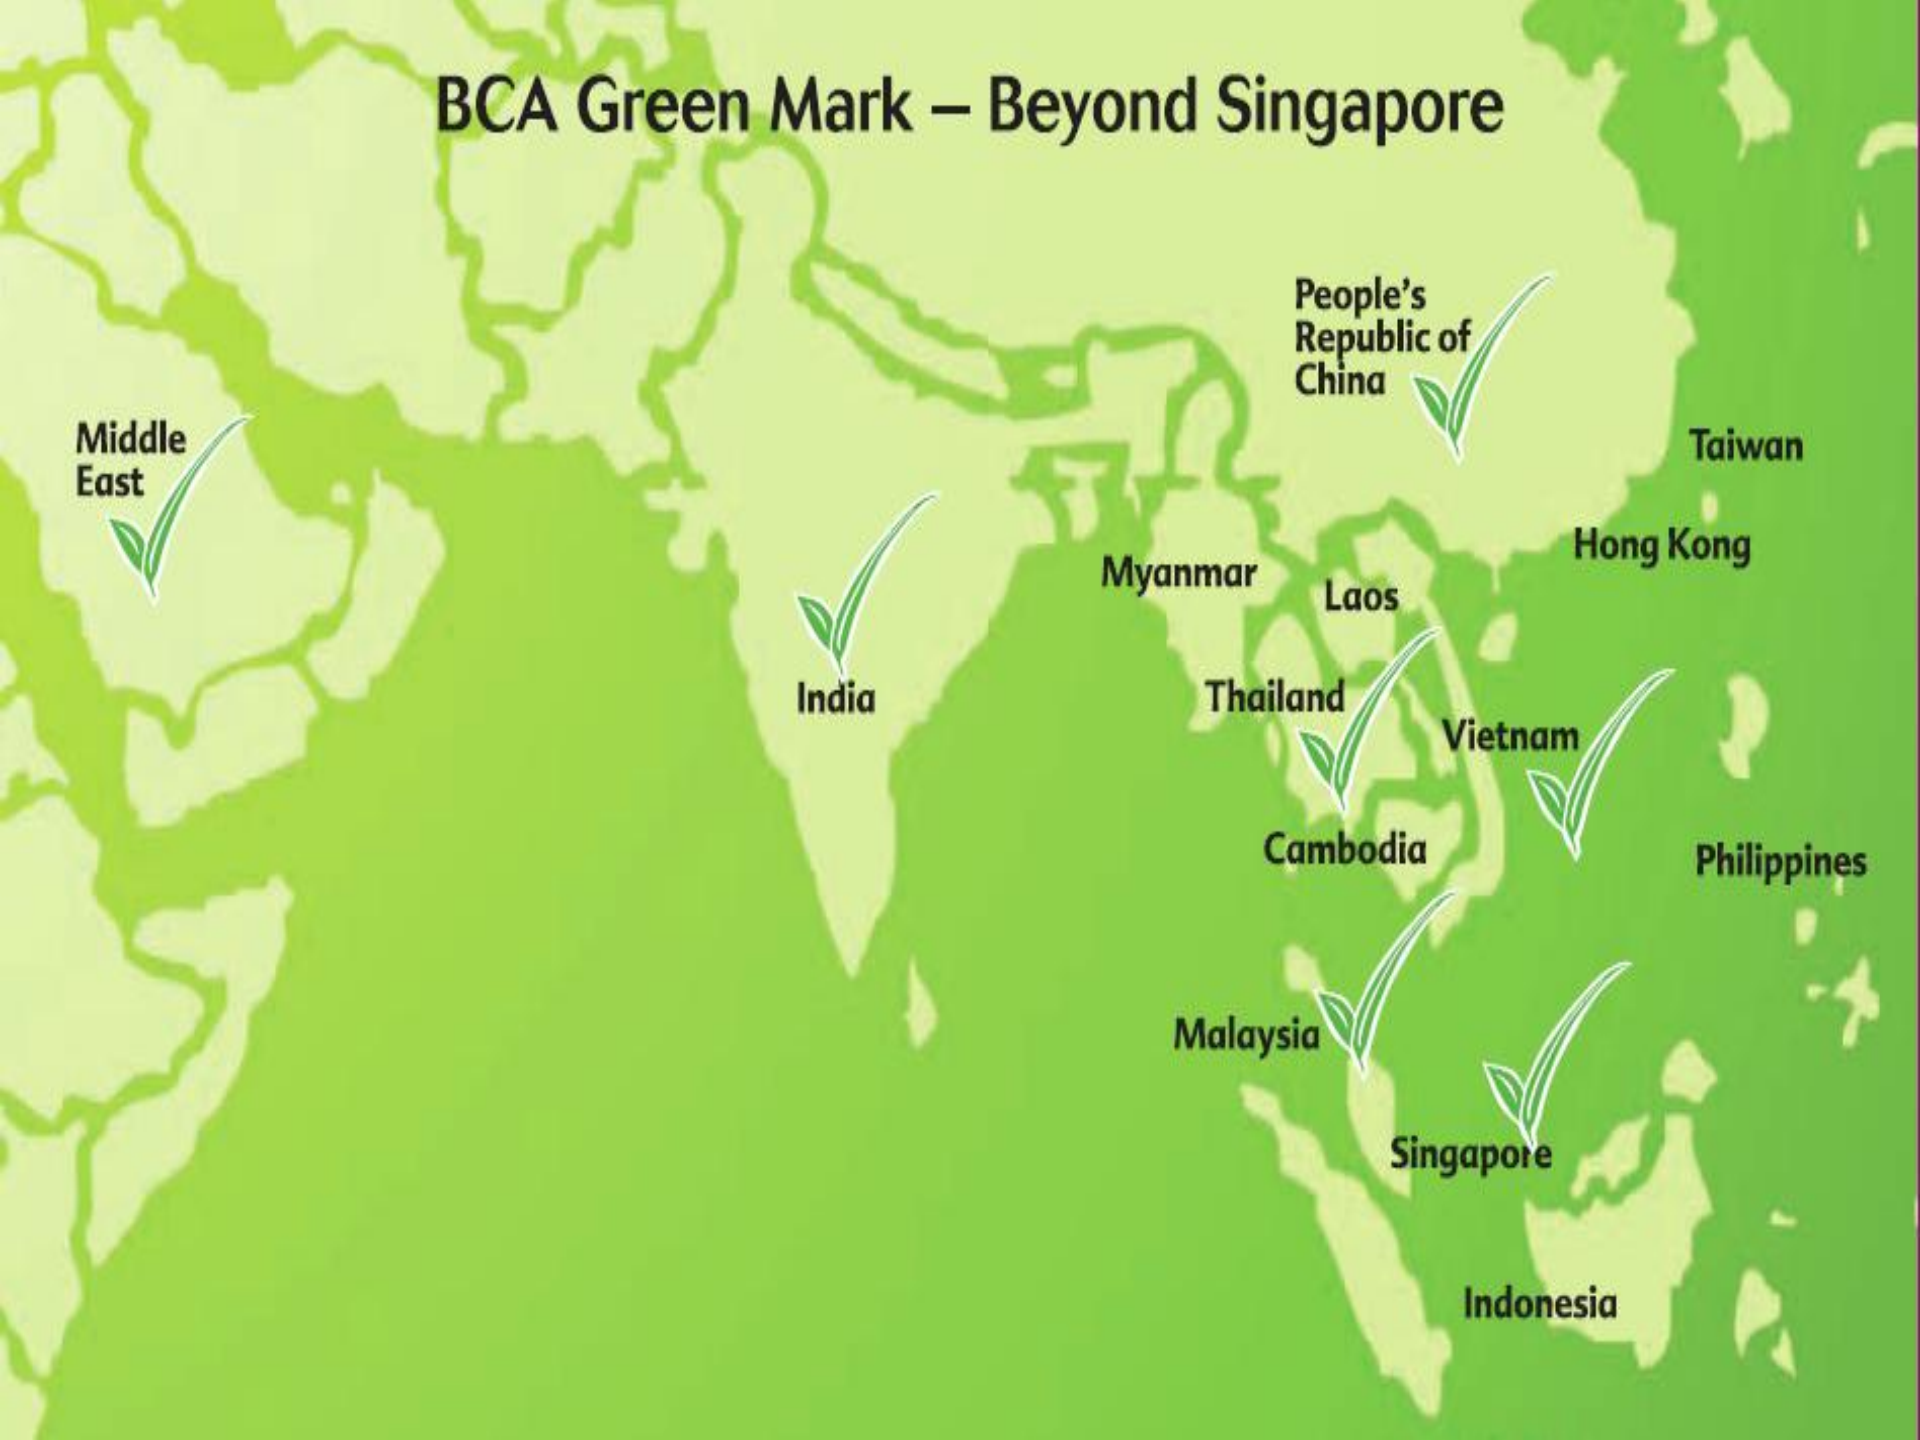 BCA Green Mark – Beyond Singapore
People's
Republic of
China
Middle
East
Taiwan
Hong Kong
Myanmar
Laos
India
Thailand
Vietnam
Cambodia
Philippines
Malaysia
Singapore
Indonesia